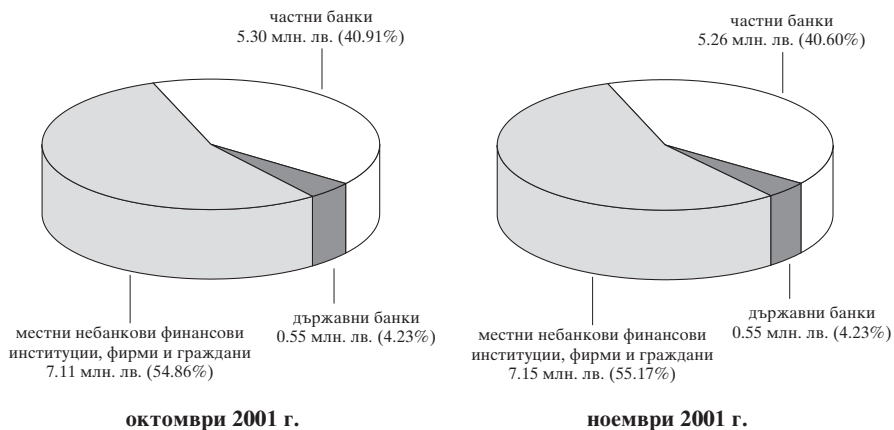 частни банки
5.30 млн. лв. (40.91%)
държавни банки
0.55 млн. лв. (4.23%)
местни небанкови финансови
институции, фирми и граждани
7.11 млн. лв. (54.86%)
октомври 2001 г.
частни банки
5.26 млн. лв. (40.60%)
държавни банки
0.55 млн. лв. (4.23%)
местни небанкови финансови
институции, фирми и граждани
7.15 млн. лв. (55.17%)
ноември 2001 г.